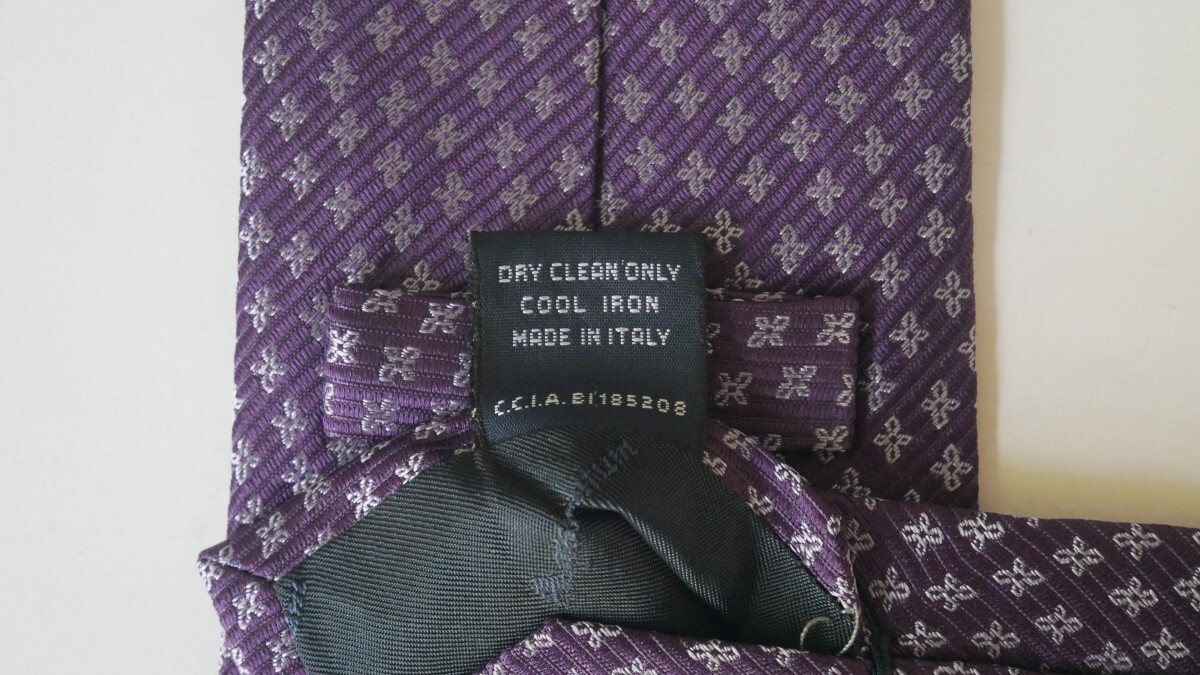 DRY CLEAN ONLY
COOL IRON
MADE IN ITALY
C.C.I.A. BI 185208